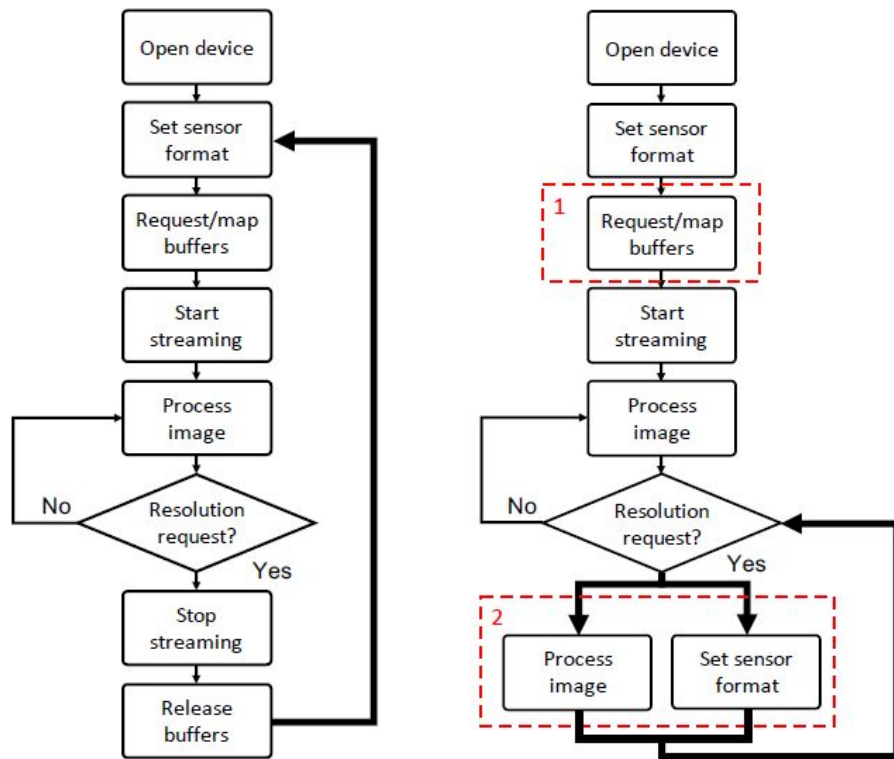 Open device
Set sensor
format
Request/map
buffers
Start
streaming
Process
image
No
Resolution
request?
Yes
Stop
streaming
Release
buffers
Open device
Set sensor
format
1
Request/map
buffers
Start
streaming
Process
image
No
Resolution
request?
Yes
2
Process
image
Set sensor
format